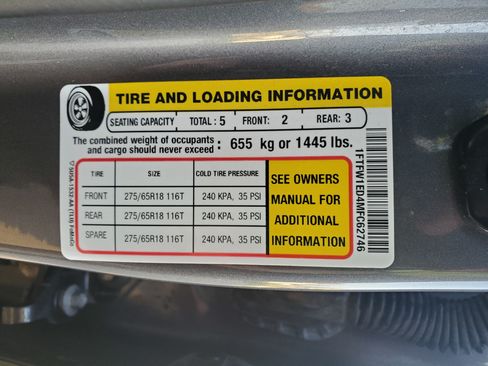 TIRE AND LOADING INFORMATION
SEATING CAPACITY TOTAL : 5 FRONT: 2 REAR: 3
The combined weight of occupants
and cargo should never exceed : 655 kg or 1445 lbs.
TIRE SIZE COLD TIRE PRESSURE
FRONT 275/65R18 116T 240 KPA, 35 PSI
REAR 275/65R18 116T 240 KPA, 35 PSI
SPARE 275/65R18 116T 240 KPA, 35 PSI
SEE OWNERS
MANUAL FOR
ADDITIONAL
INFORMATION
1FTFW1ED4MFC62746